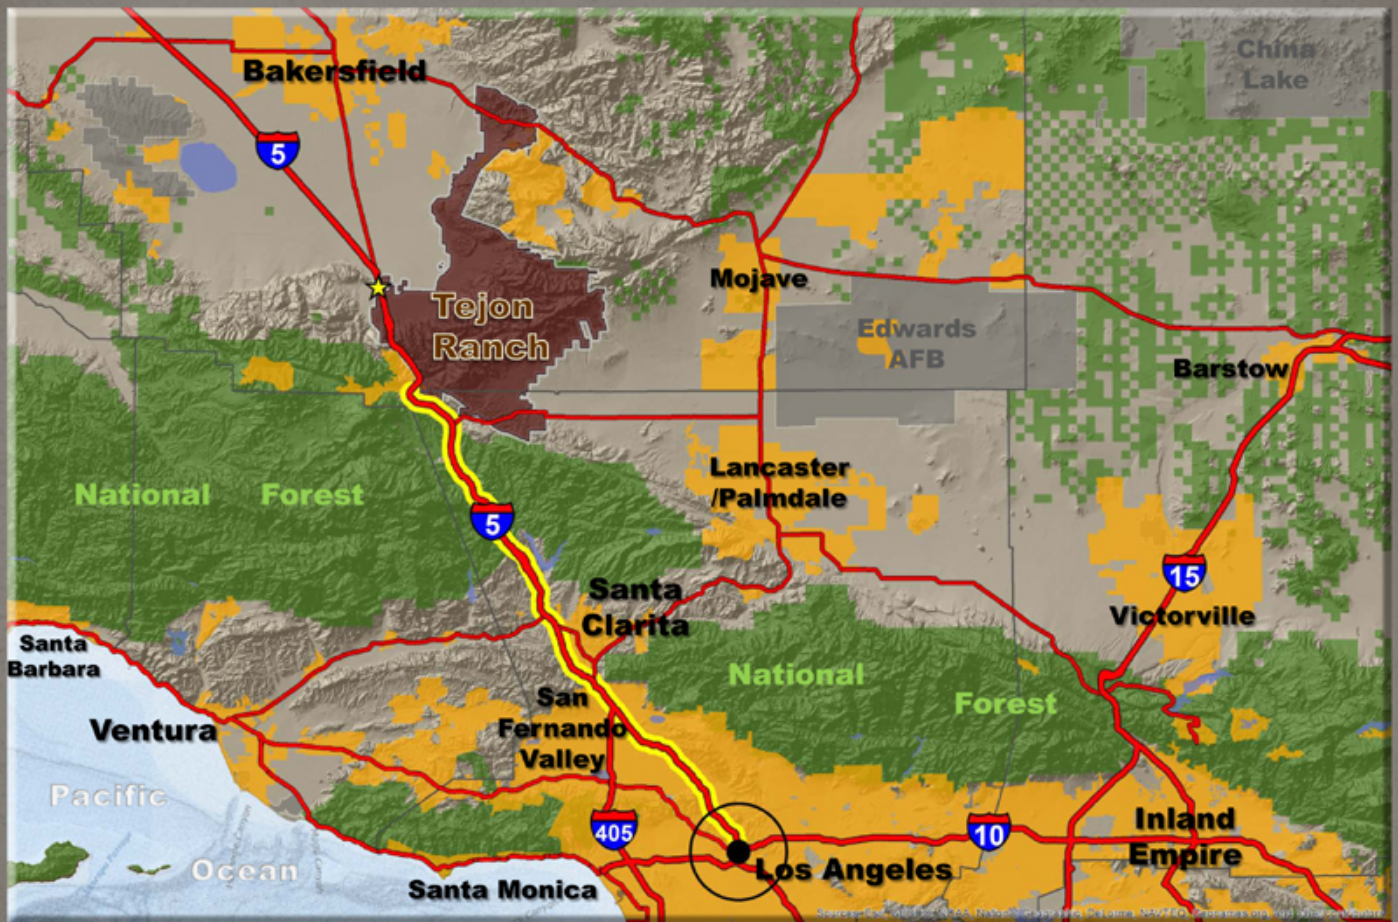 China
Lake
Bakersfield
5
Mojave
Tejon
Ranch
Edwards
AFB
Barstow
Lancaster
/Palmdale
National Forest
5
15
Santa
Clarita
Victorville
Santa
Barbara
National
Forest
San
Fernando
Valley
Ventura
Pacific
Ocean
405
10
Inland
Empire
Los Angeles
Santa Monica